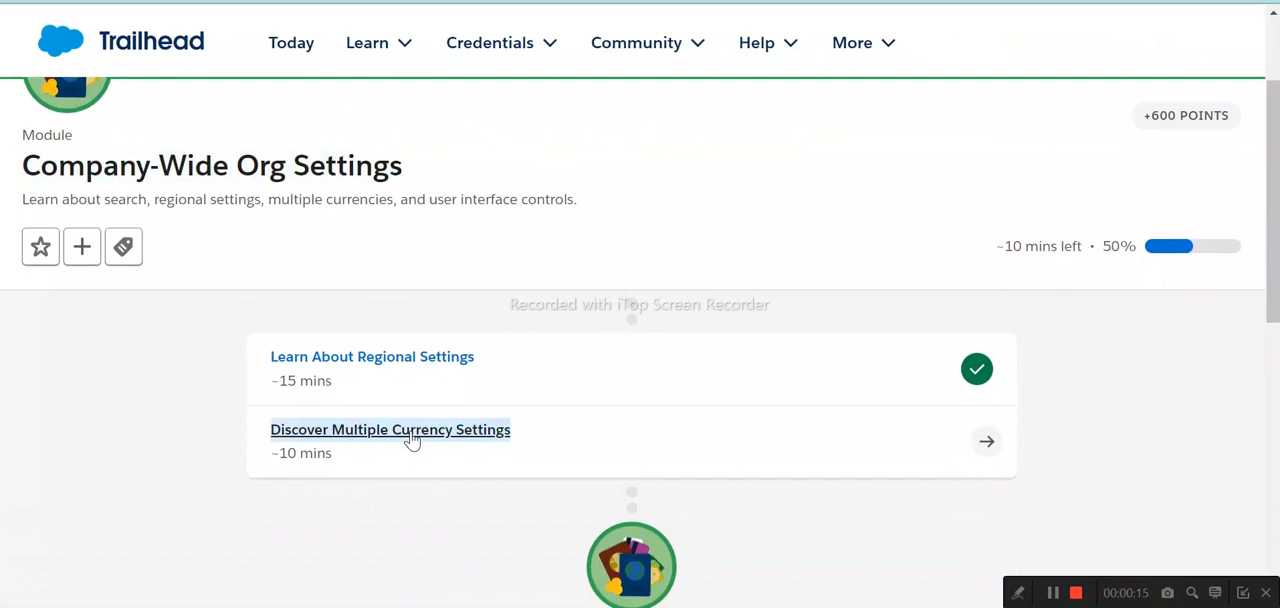 Trailhead
Today Learn Credentials Community Help More
+600 POINTS
Module
Company-Wide Org Settings
Learn about search, regional settings, multiple currencies, and user interface controls.
~10 mins left • 50%
Recorded with iTop Screen Recorder
Learn About Regional Settings
~15 mins
Discover Multiple Currency Settings
~10 mins
00:00:15